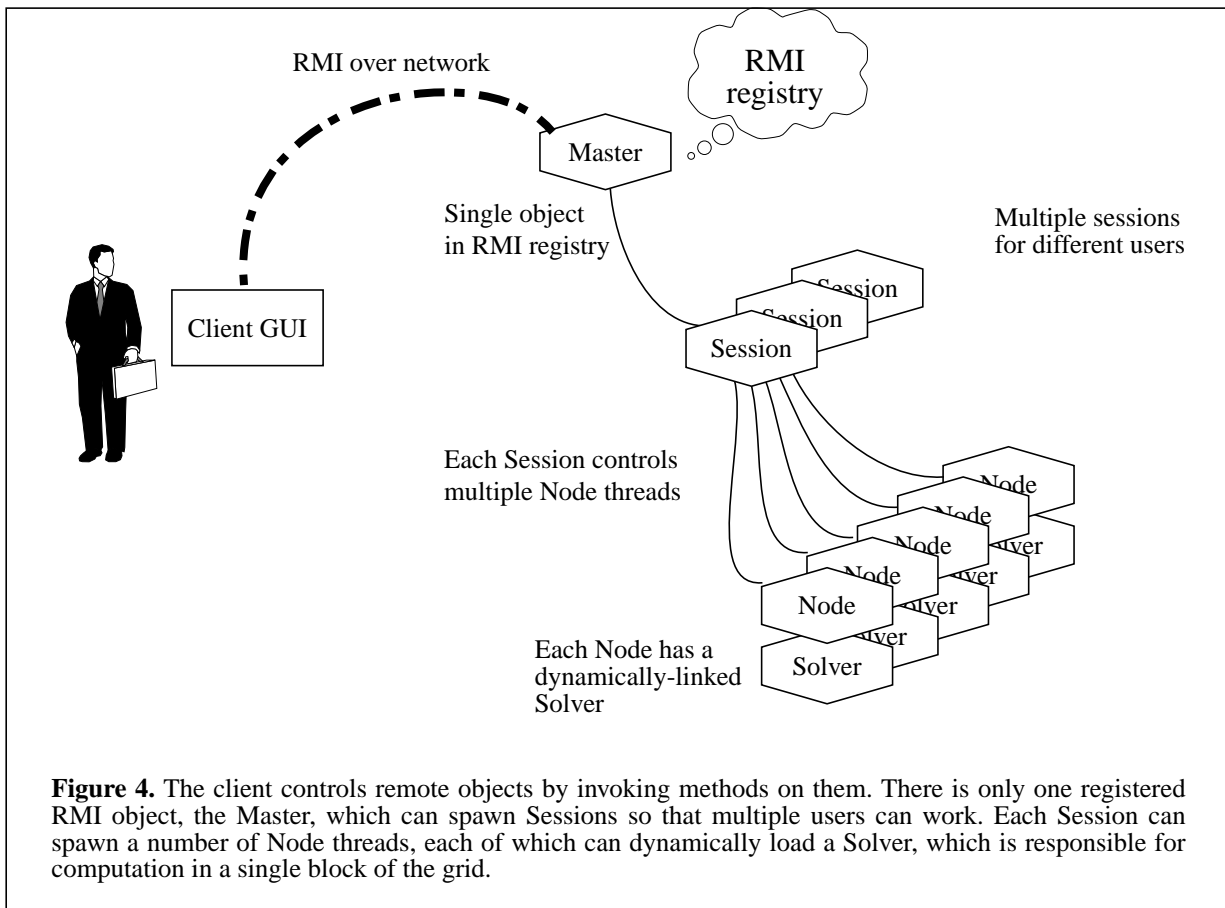 RMI over network
RMI
registry
Master
Single object
in RMI registry
Multiple sessions
for different users
Client GUI
Session
Session
Session
Each Session controls
multiple Node threads
Node
Node
Node
Node
Node
Solver
olver
olver
olver
olver
Each Node has a
dynamically-linked
Solver
Figure 4. The client controls remote objects by invoking methods on them. There is only one registered
RMI object, the Master, which can spawn Sessions so that multiple users can work. Each Session can
spawn a number of Node threads, each of which can dynamically load a Solver, which is responsible for
computation in a single block of the grid.